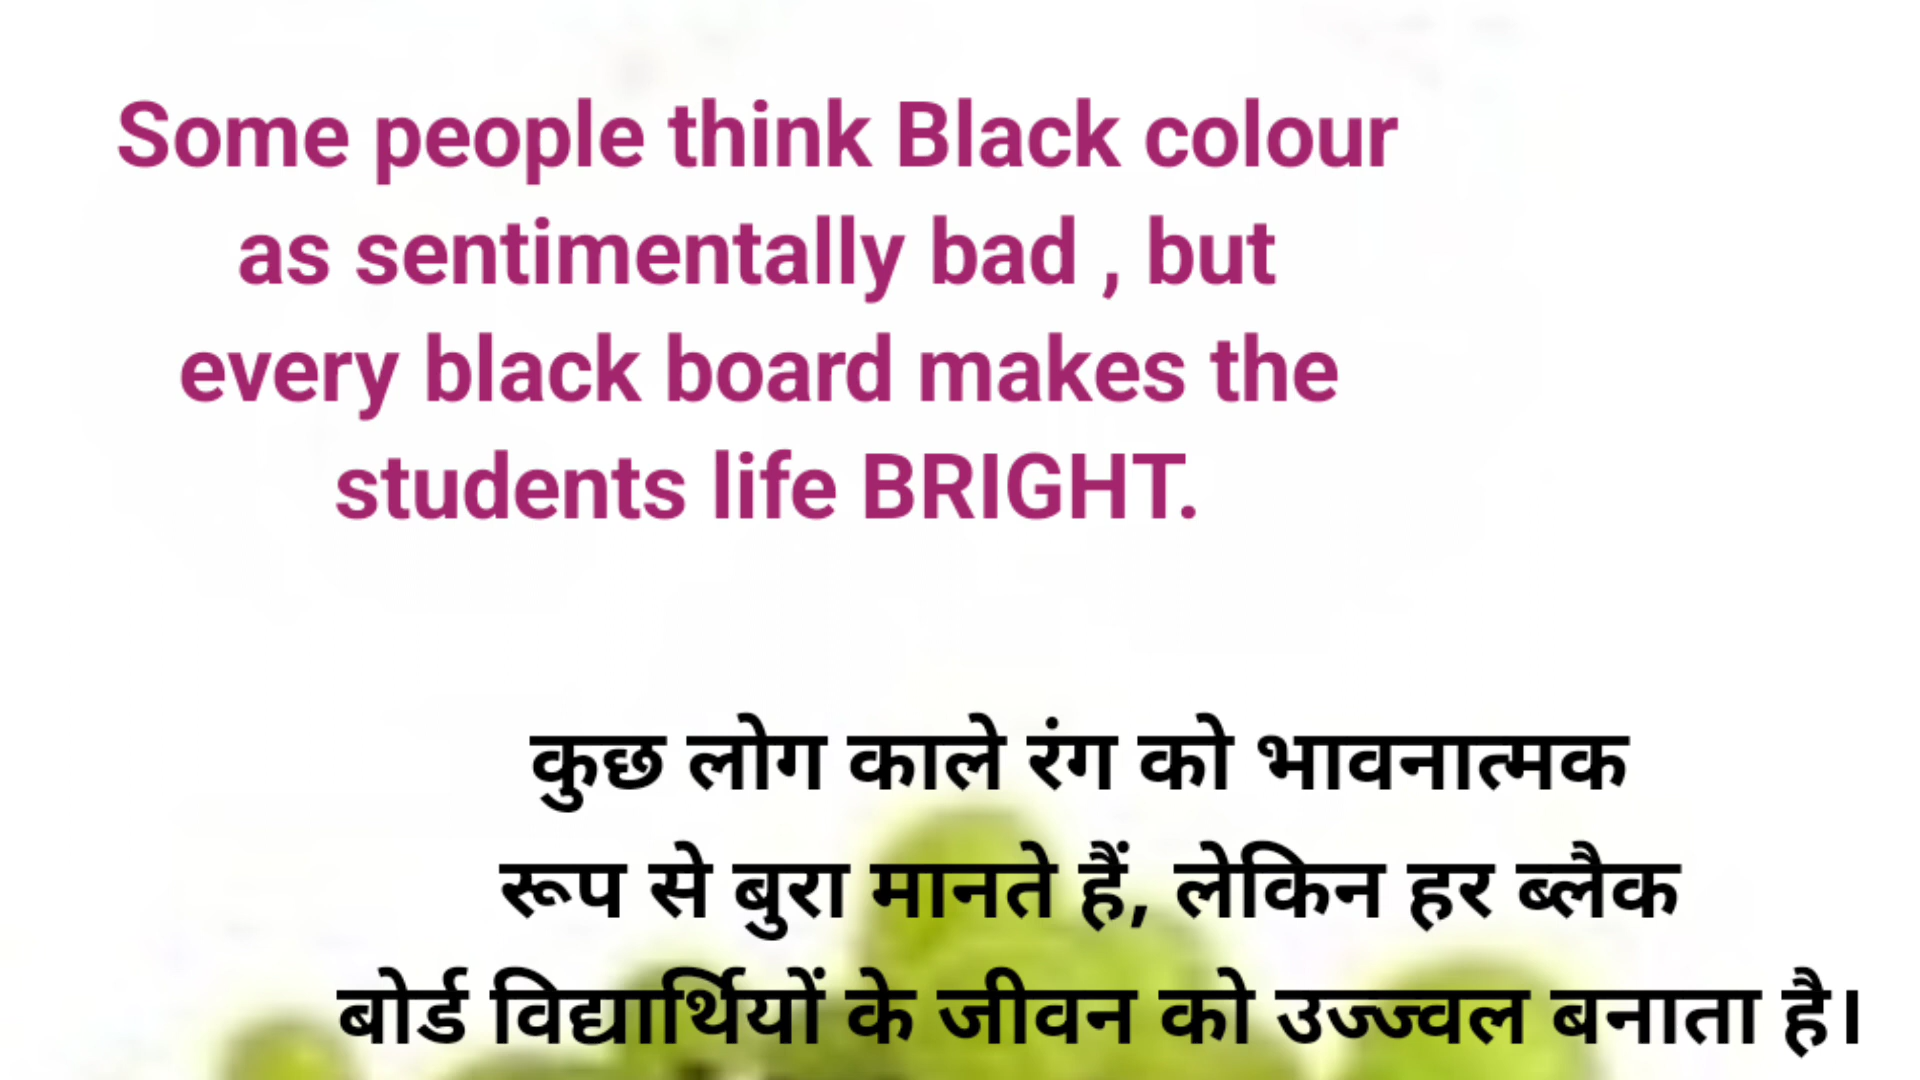 Some people think Black colour
as sentimentally bad , but
every black board makes the
students life BRIGHT.
कुछ लोग काले रंग को भावनात्मक
रूप से बुरा मानते हैं, लेकिन हर ब्लैक
बोर्ड विद्यार्थियों के जीवन को उज्ज्वल बनाता है।